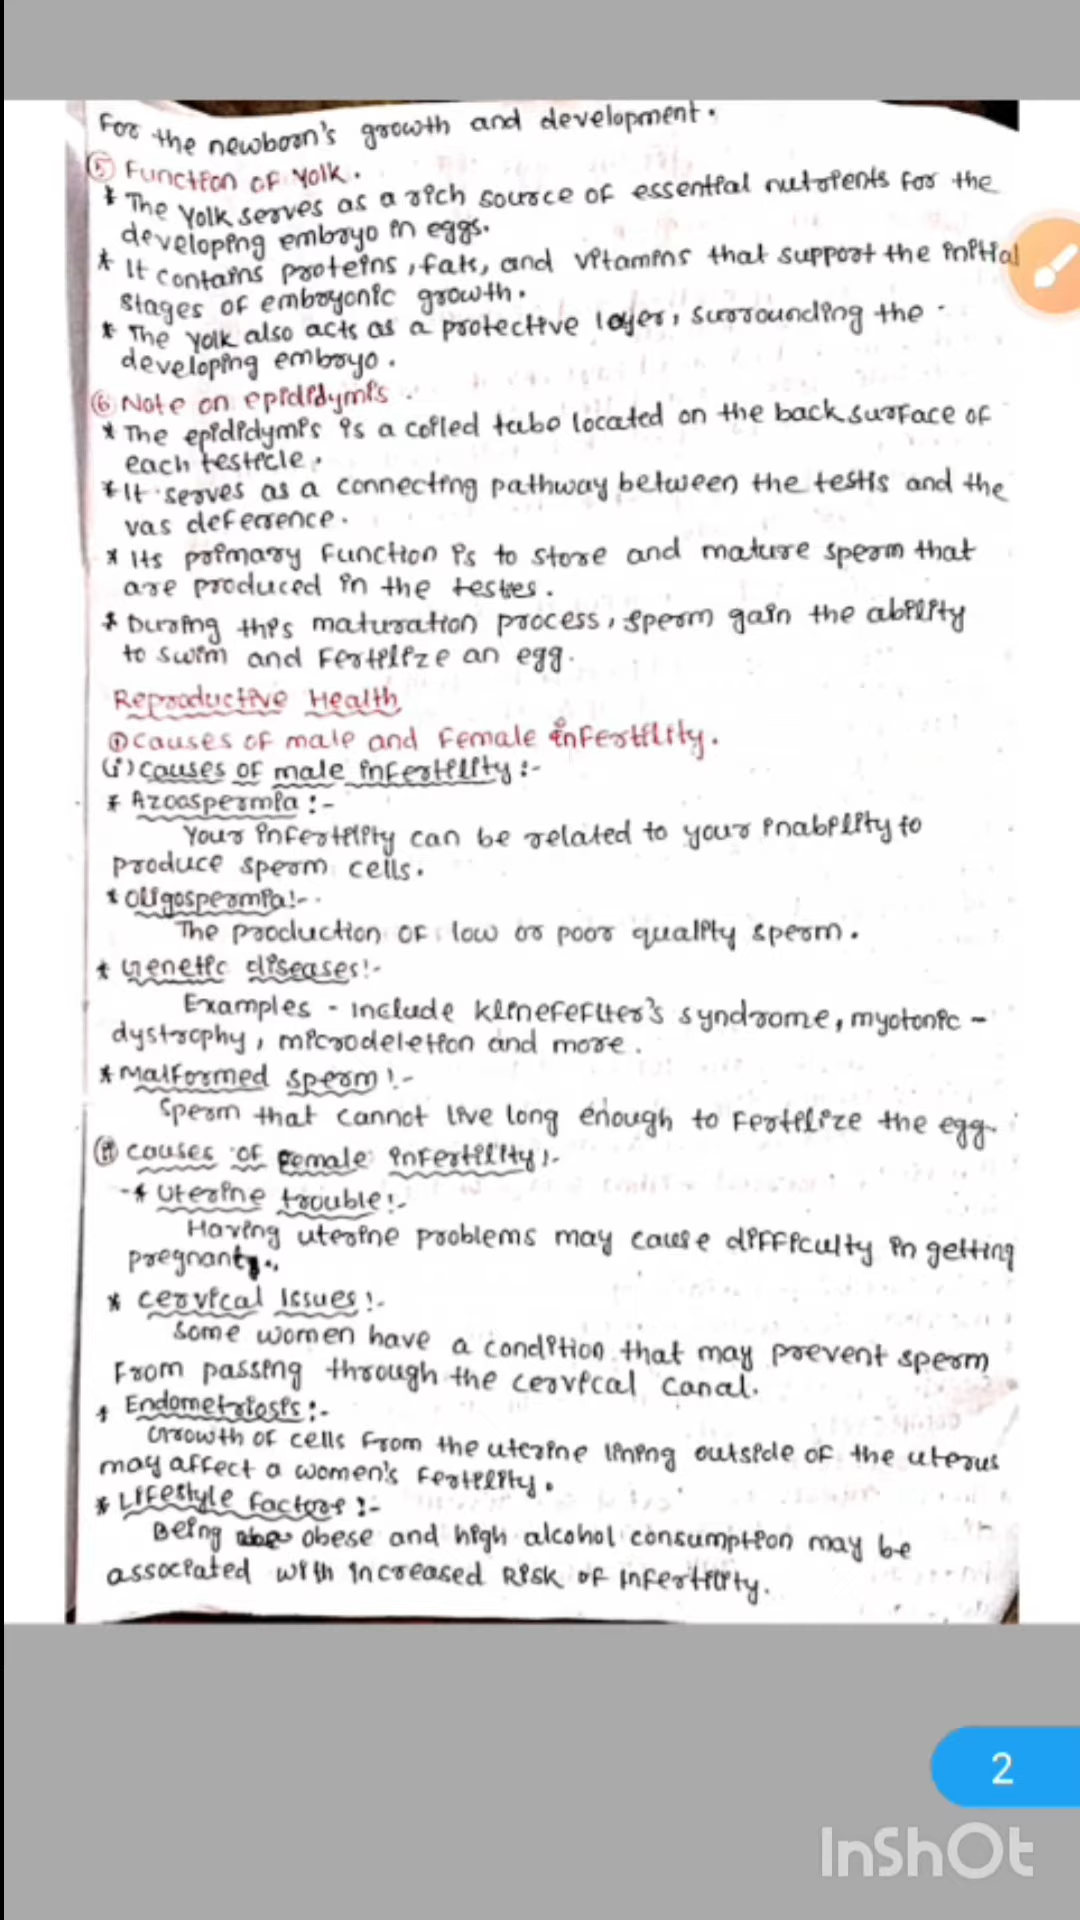 For the newborn's growth and development.
⑤ Function of Yolk.
* The Yolk serves as a rich source of essential nutrients for the
developing embryo in eggs.
* It contains proteins, fats, and vitamins that support the initial
stages of embryonic growth.
* The yolk also acts as a protective layer, surrounding the
developing embryo.
⑥ Note on epididymis
* The epididymis is a coiled tube located on the back surface of
each testicle.
* It serves as a connecting pathway between the testis and the
vas deference.
* Its primary Function is to store and mature sperm that
are produced in the testes.
* During this maturation process, sperm gain the ability
to swim and Fertilize an egg.
Reproductive Health
① Causes of male and Female infertility.
(i) causes of male infertility :-
* Azoospermia :-
Your infertility can be related to your inability to
produce sperm cells.
* Oligospermia :-
The production of low or poor quality sperm.
* Genetic diseases :-
Examples - include klinefeflter's syndrome, myotonic -
dystrophy, microdeletion and more.
* Malformed sperm :-
Sperm that cannot live long enough to Fertilize the egg.
(ii) causes of Female infertility :-
* Uterine trouble :-
Having uterine problems may cause difficulty in getting
pregnant.
* Cervical Issues :-
Some women have a condition that may prevent sperm
From passing through the cervical canal.
* Endometriosis :-
Growth of cells from the uterine lining outside of the uterus
may affect a women's Fertility.
* Lifestyle factors :-
Being obese and high alcohol consumption may be
associated with increased Risk of infertility.
2
InShOt